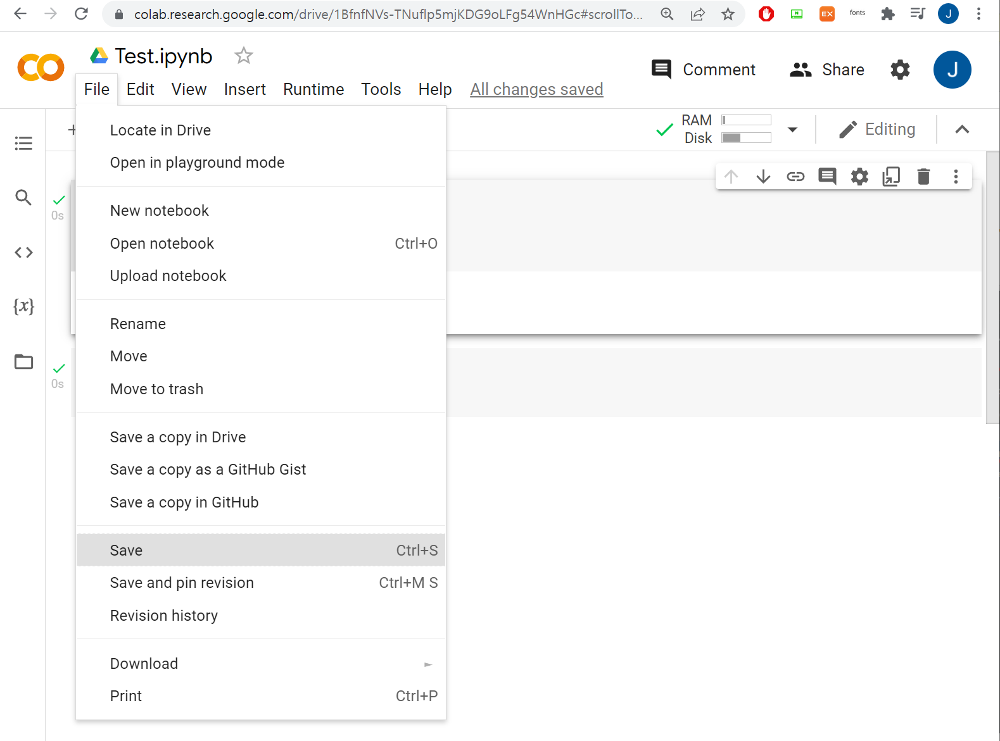 colab.research.google.com/drive/1BfnfNVs-TNuflp5mjKDG9oLFg54WnHGc#scrollTo...
N
EX
fonts
J
Test.ipynb
Comment
Share
J
File Edit View Insert Runtime Tools Help All changes saved
+
RAM
Disk
Editing
Locate in Drive
Open in playground mode
0s
New notebook
Open notebook Ctrl+O
Upload notebook
{x}
Rename
Move
0s
Move to trash
Save a copy in Drive
Save a copy as a GitHub Gist
Save a copy in GitHub
Save Ctrl+S
Save and pin revision Ctrl+M S
Revision history
Download
Print Ctrl+P